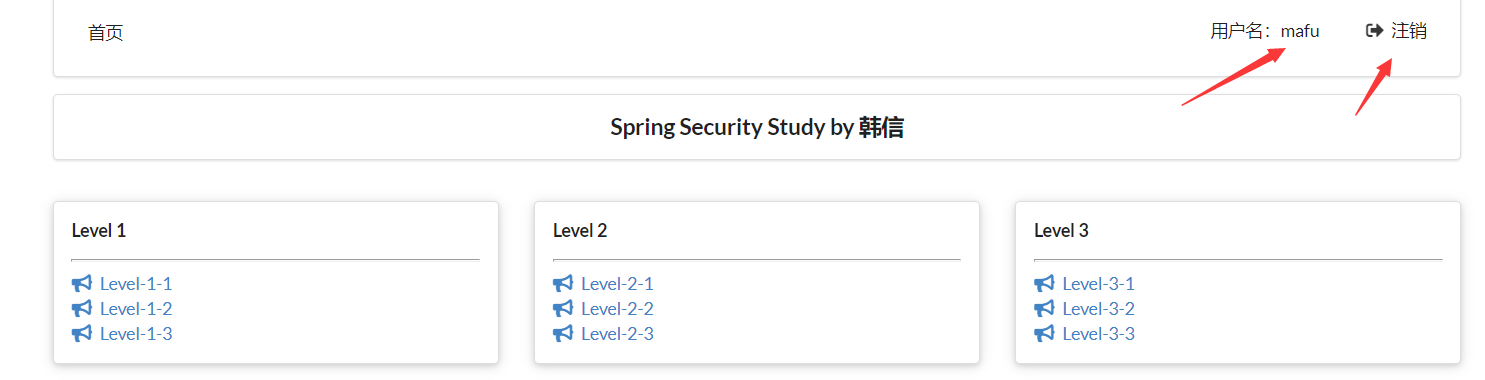 首页
用户名：mafu 注销
Spring Security Study by 韩信
Level 1
Level-1-1
Level-1-2
Level-1-3
Level 2
Level-2-1
Level-2-2
Level-2-3
Level 3
Level-3-1
Level-3-2
Level-3-3